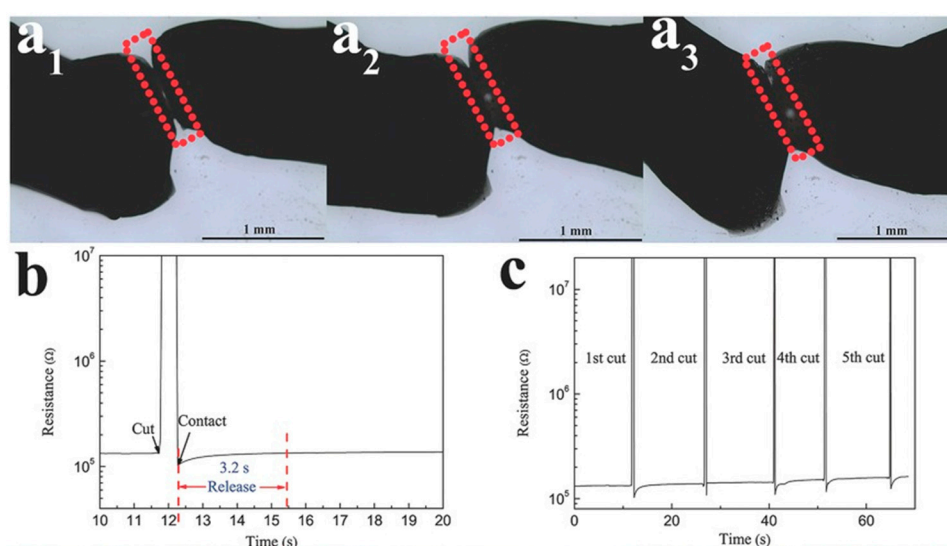 a1
a2
a3
1 mm
1 mm
1 mm
b
10^7
10^6
10^5
Resistance (Ω)
Cut
Contact
3.2 s
Release
10 11 12 13 14 15 16 17 18 19 20
Time (s)
c
10^7
10^6
10^5
Resistance (Ω)
1st cut 2nd cut 3rd cut 4th cut 5th cut
0 20 40 60
Time (s)